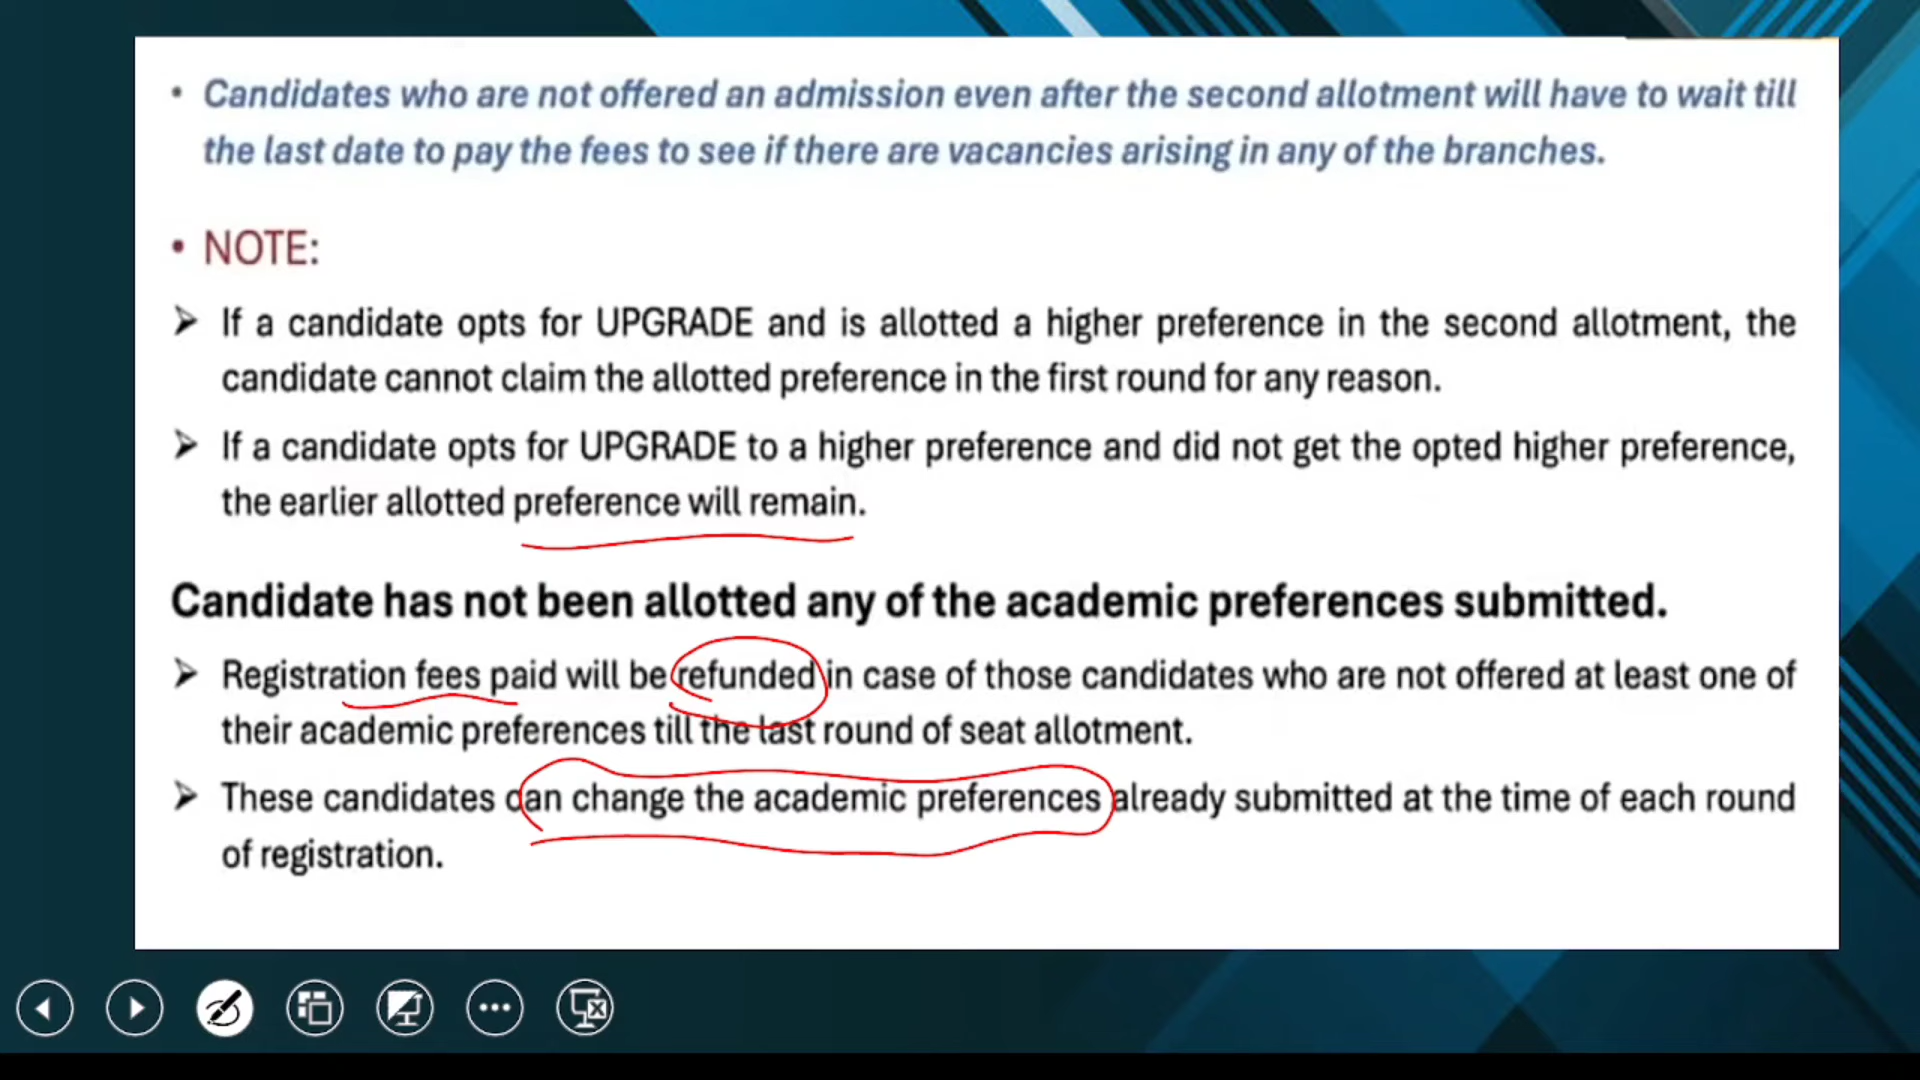 • Candidates who are not offered an admission even after the second allotment will have to wait till
the last date to pay the fees to see if there are vacancies arising in any of the branches.
• NOTE:
➢ If a candidate opts for UPGRADE and is allotted a higher preference in the second allotment, the
candidate cannot claim the allotted preference in the first round for any reason.
➢ If a candidate opts for UPGRADE to a higher preference and did not get the opted higher preference,
the earlier allotted preference will remain.
Candidate has not been allotted any of the academic preferences submitted.
➢ Registration fees paid will be refunded in case of those candidates who are not offered at least one of
their academic preferences till the last round of seat allotment.
➢ These candidates can change the academic preferences already submitted at the time of each round
of registration.